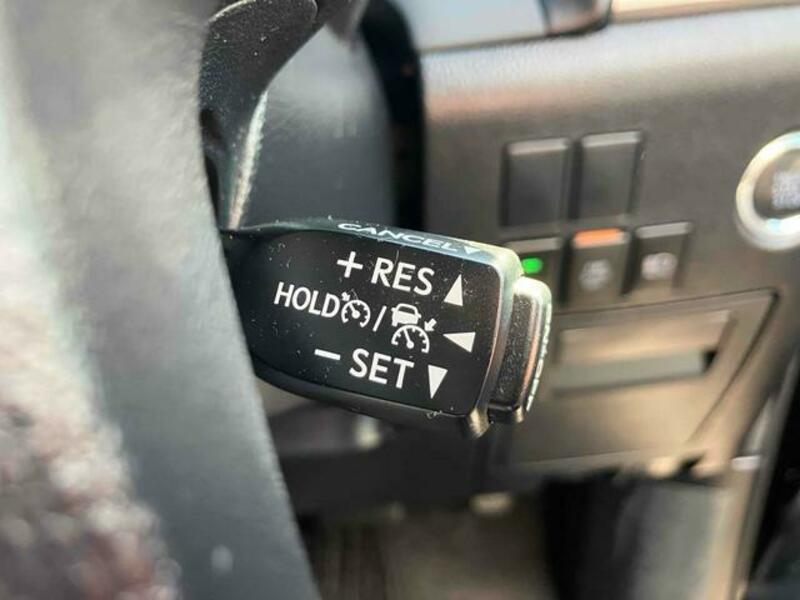 CANCEL
+ RES
HOLD /
− SET